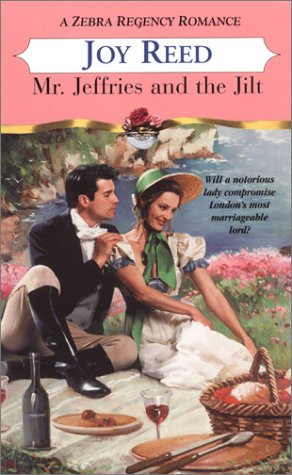 A ZEBRA REGENCY ROMANCE
JOY REED
Mr. Jeffries and the Jilt
Will a notorious
lady compromise
London's most
marriageable
lord?